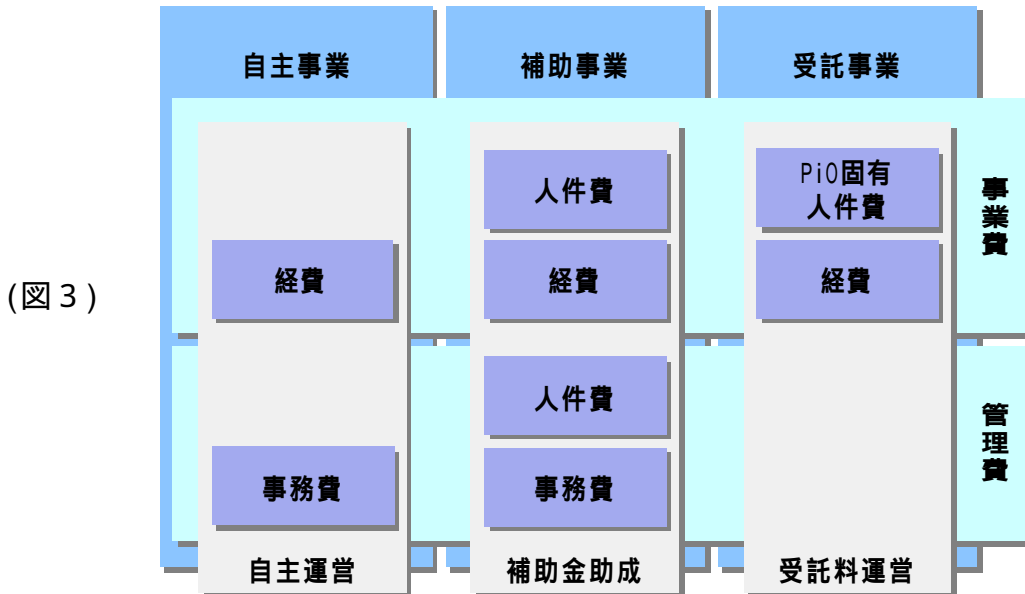 自主事業
補助事業
受託事業
人件費
PiO固有
人件費
経費
経費
経費
事業費
(図３)
人件費
事務費
事務費
管理費
自主運営
補助金助成
受託料運営